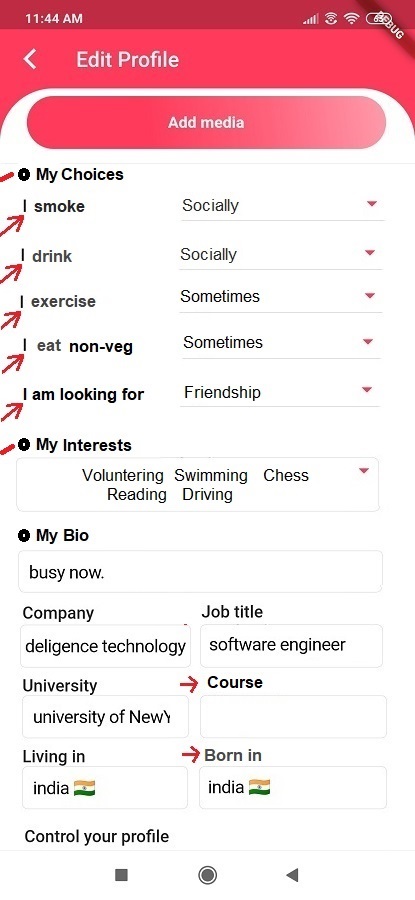 11:44 AM
Edit Profile
Add media
My Choices
I smoke Socially
I drink Socially
I exercise Sometimes
I eat non-veg Sometimes
I am looking for Friendship
My Interests
Voluntering Swimming Chess
Reading Driving
My Bio
busy now.
Company Job title
deligence technology software engineer
University Course
university of NewY
Living in Born in
india 🇮🇳 india 🇮🇳
Control your profile